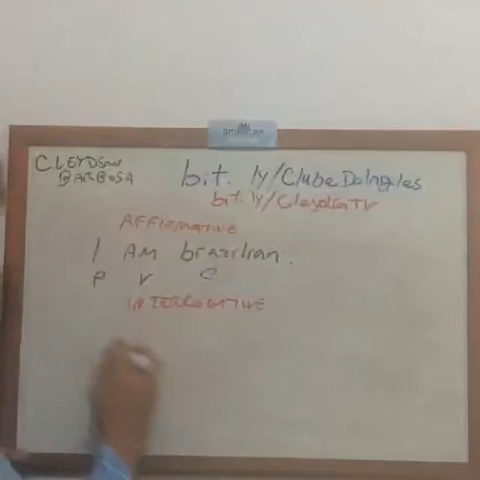 CLEYDSON
BARBOSA
bit.ly/ClubeDoIngles
bit.ly/CleydsonTV
AFFIRMATIVE
I AM brazilian.
P V C
INTERROGATIVE